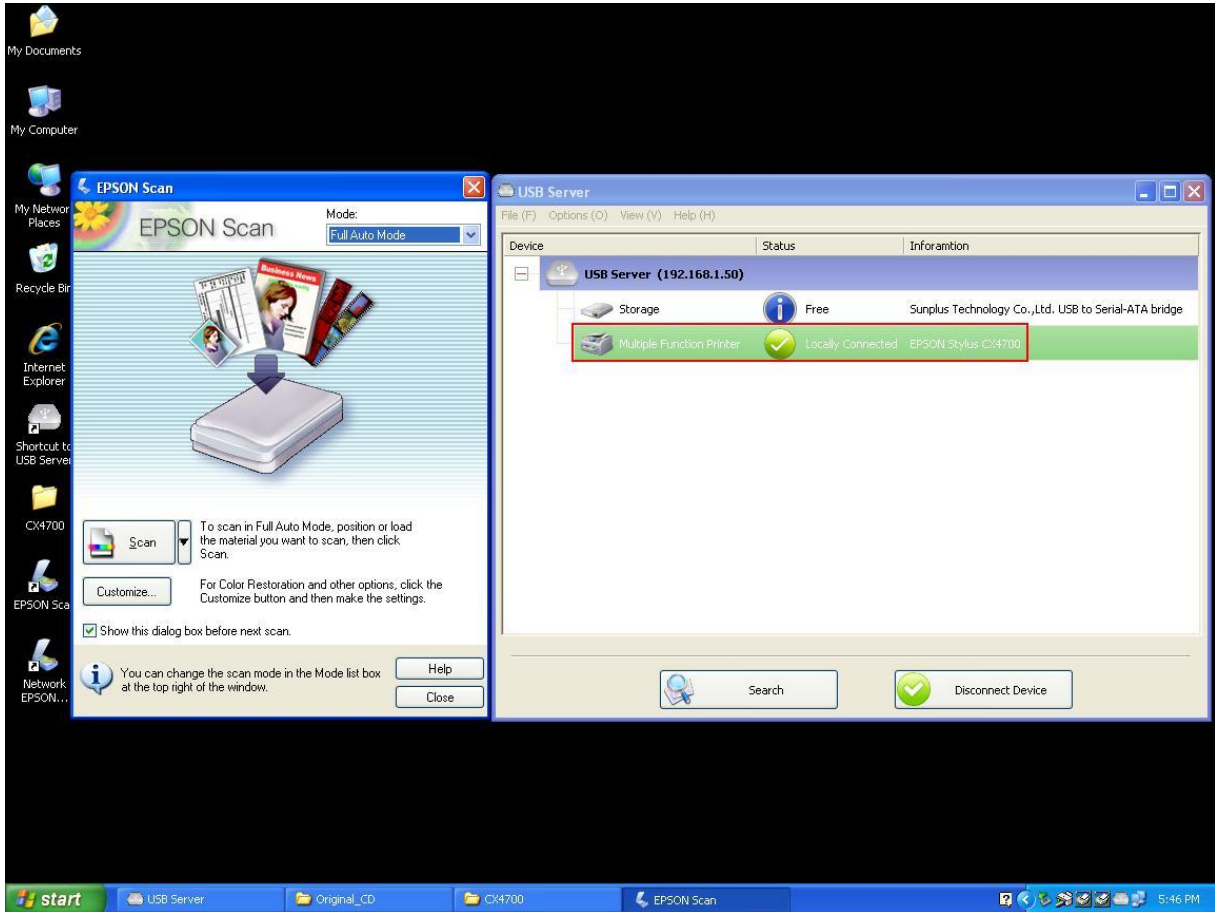 My Documents
My Computer
My Networ
Places
Recycle Bin
Internet
Explorer
Shortcut to
USB Server
CX4700
EPSON Sca
Network
EPSON...
EPSON Scan
EPSON Scan
Mode:
Full Auto Mode
Business News
Scan
To scan in Full Auto Mode, position or load
the material you want to scan, then click
Scan.
Customize...
For Color Restoration and other options, click the
Customize button and then make the settings.
Show this dialog box before next scan.
You can change the scan mode in the Mode list box
at the top right of the window.
Help
Close
USB Server
File (F) Options (O) View (V) Help (H)
Device Status Inforamtion
USB Server (192.168.1.50)
Storage Free Sunplus Technology Co.,Ltd. USB to Serial-ATA bridge
Multiple Function Printer Locally Connected EPSON Stylus CX4700
Search
Disconnect Device
start USB Server Original_CD CX4700 EPSON Scan 5:46 PM